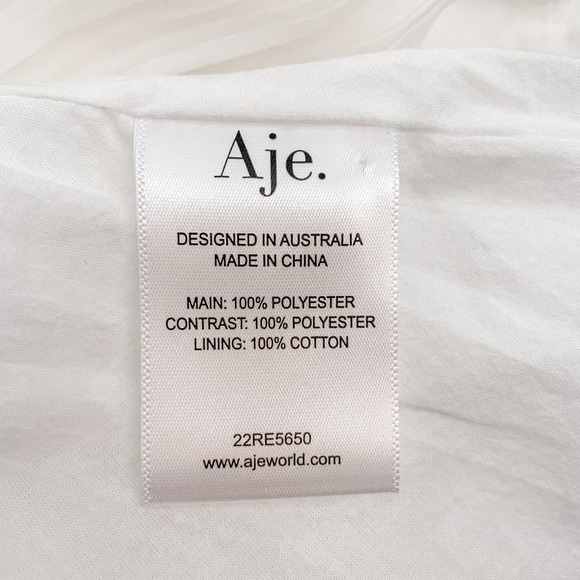 Aje.
DESIGNED IN AUSTRALIA
MADE IN CHINA
MAIN: 100% POLYESTER
CONTRAST: 100% POLYESTER
LINING: 100% COTTON
22RE5650
www.ajeworld.com